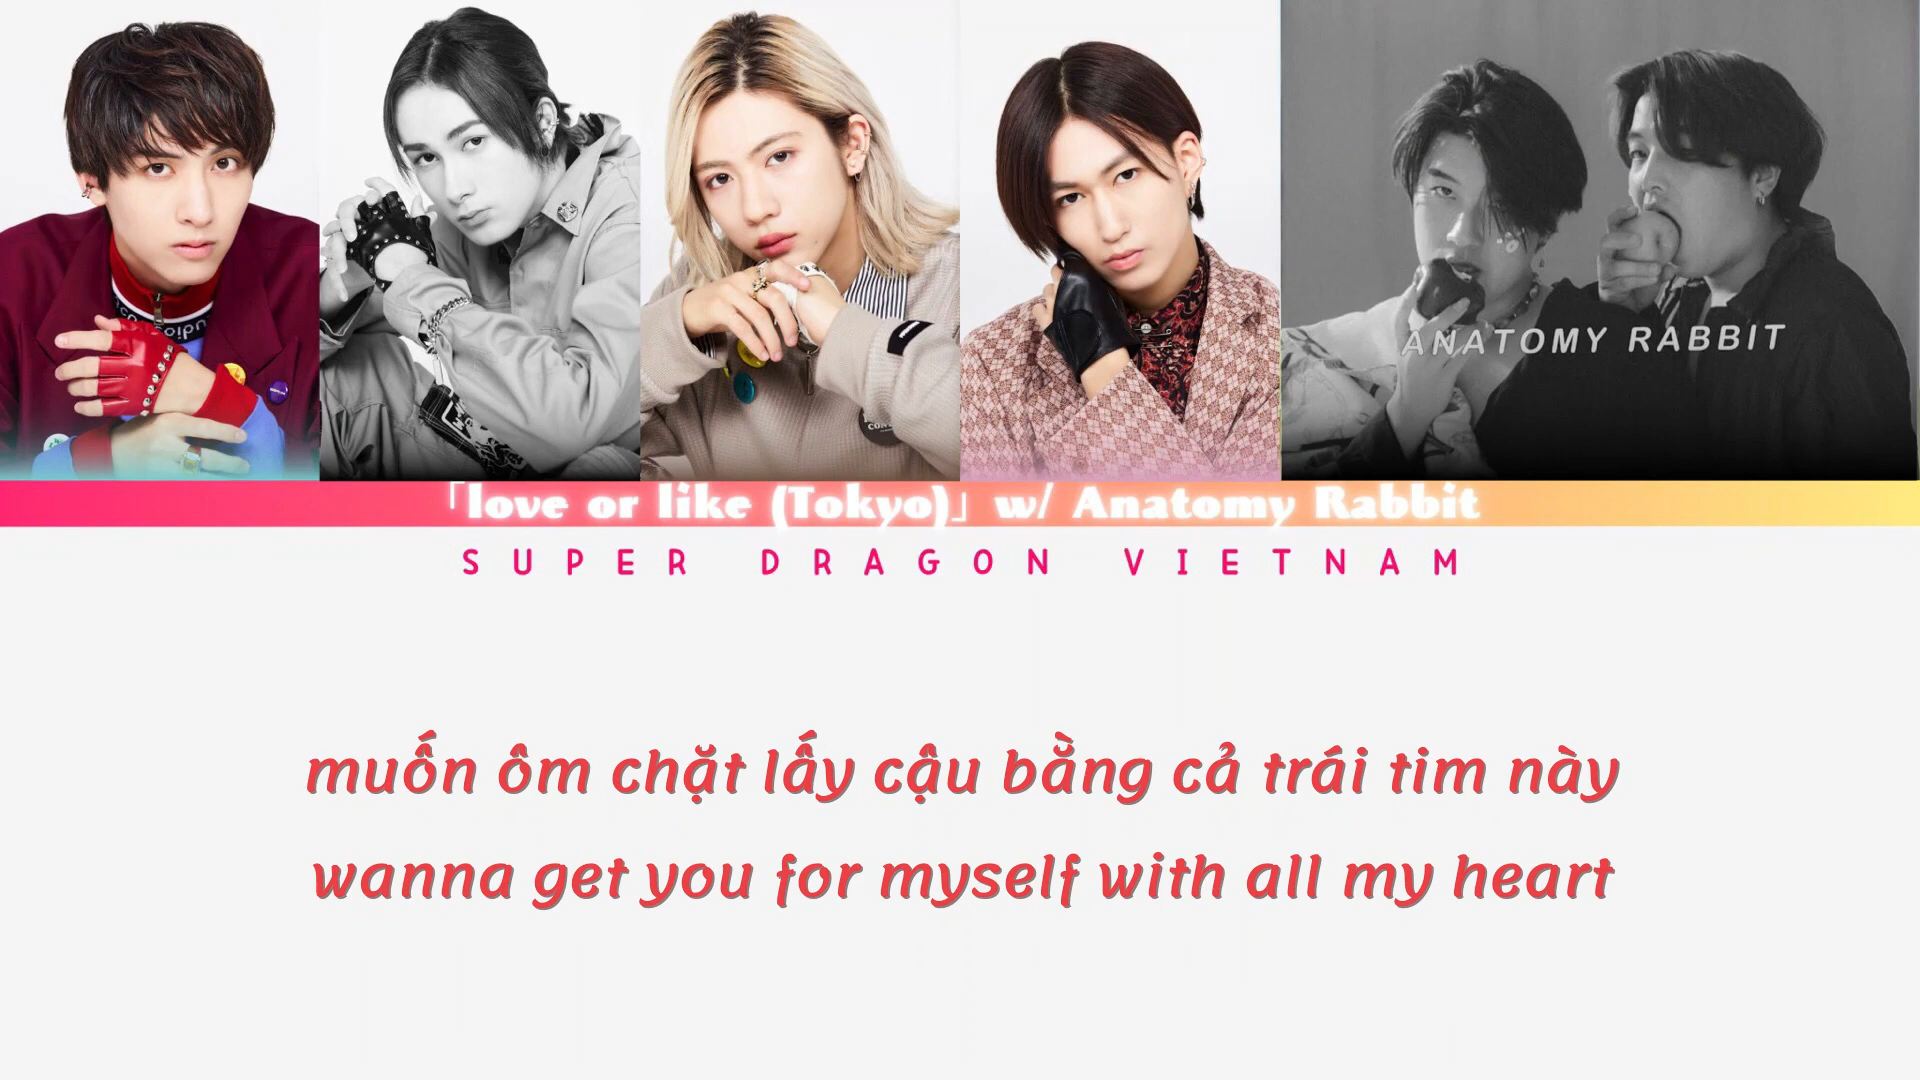 ANATOMY RABBIT
「love or like (Tokyo)」 w/ Anatomy Rabbit
SUPER DRAGON VIETNAM
muốn ôm chặt lấy cậu bằng cả trái tim này
wanna get you for myself with all my heart